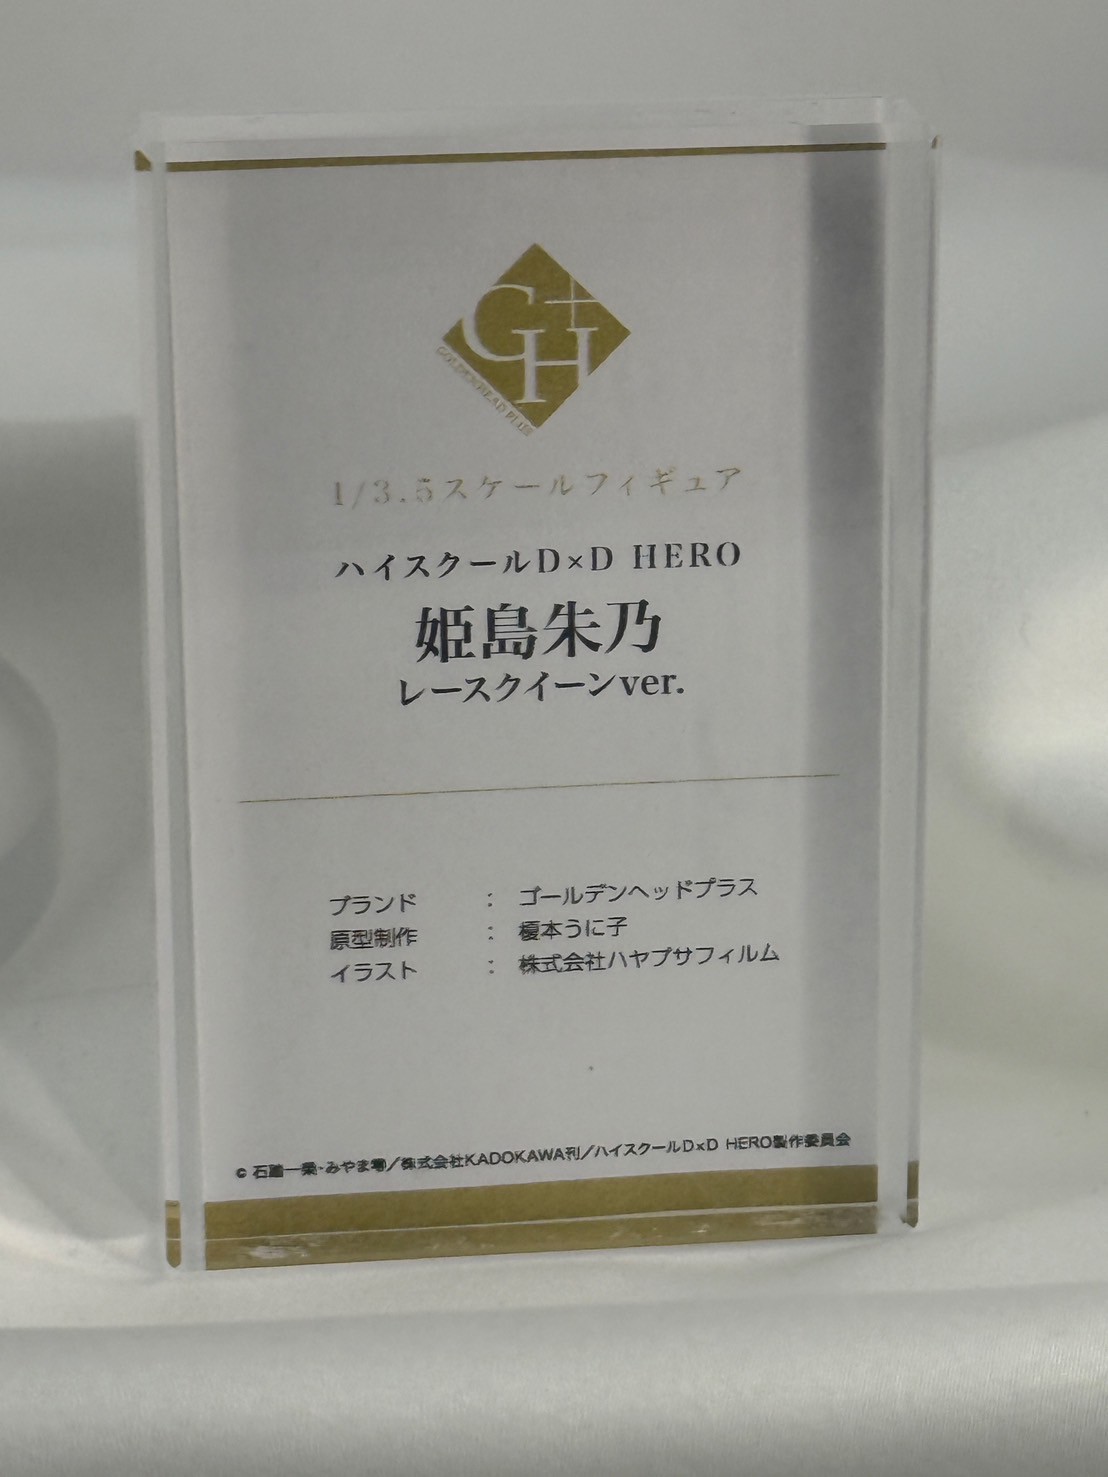 GH+
GOLDENHEAD PLUS
1/3.5スケールフィギュア
ハイスクールD×D HERO
姫島朱乃
レースクイーンver.
ブランド : ゴールデンヘッドプラス
原型制作 : 榎本うに子
イラスト : 株式会社ハヤブサフィルム
© 石踏一榮・みやま零／株式会社KADOKAWA刊／ハイスクールD×D HERO製作委員会